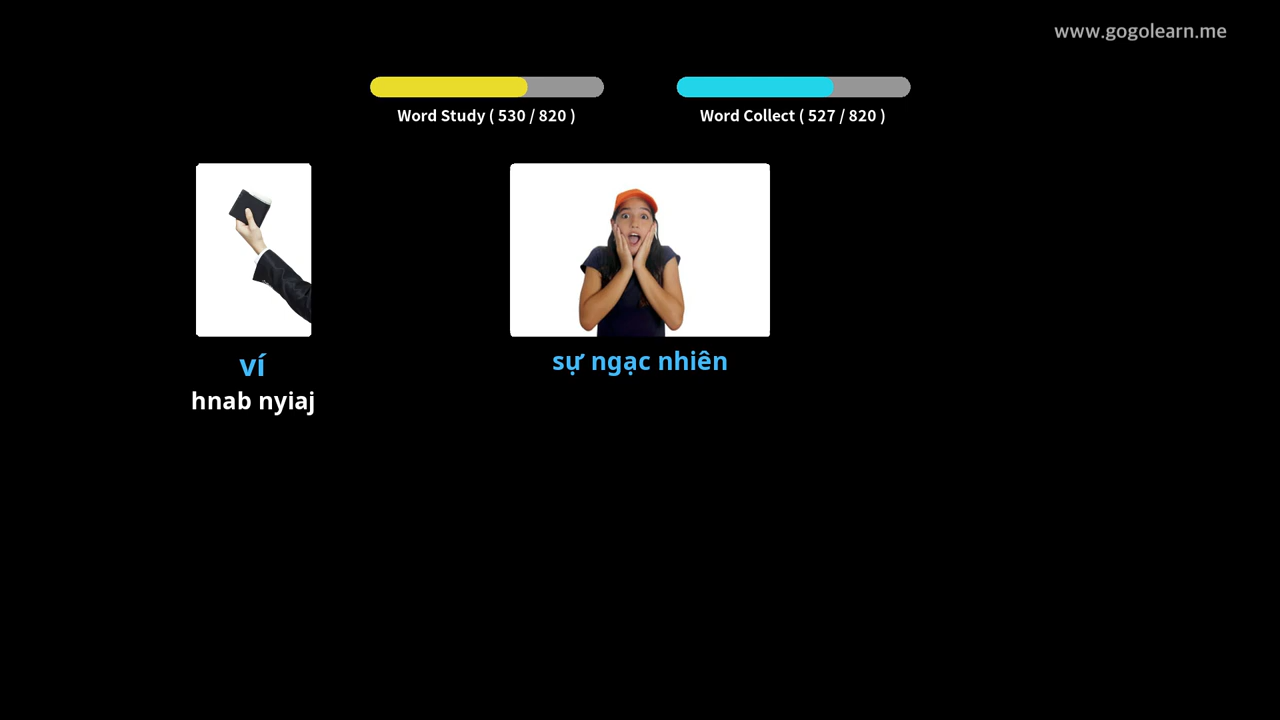 www.gogolearn.me
Word Study ( 530 / 820 )
Word Collect ( 527 / 820 )
ví
hnab nyiaj
sự ngạc nhiên